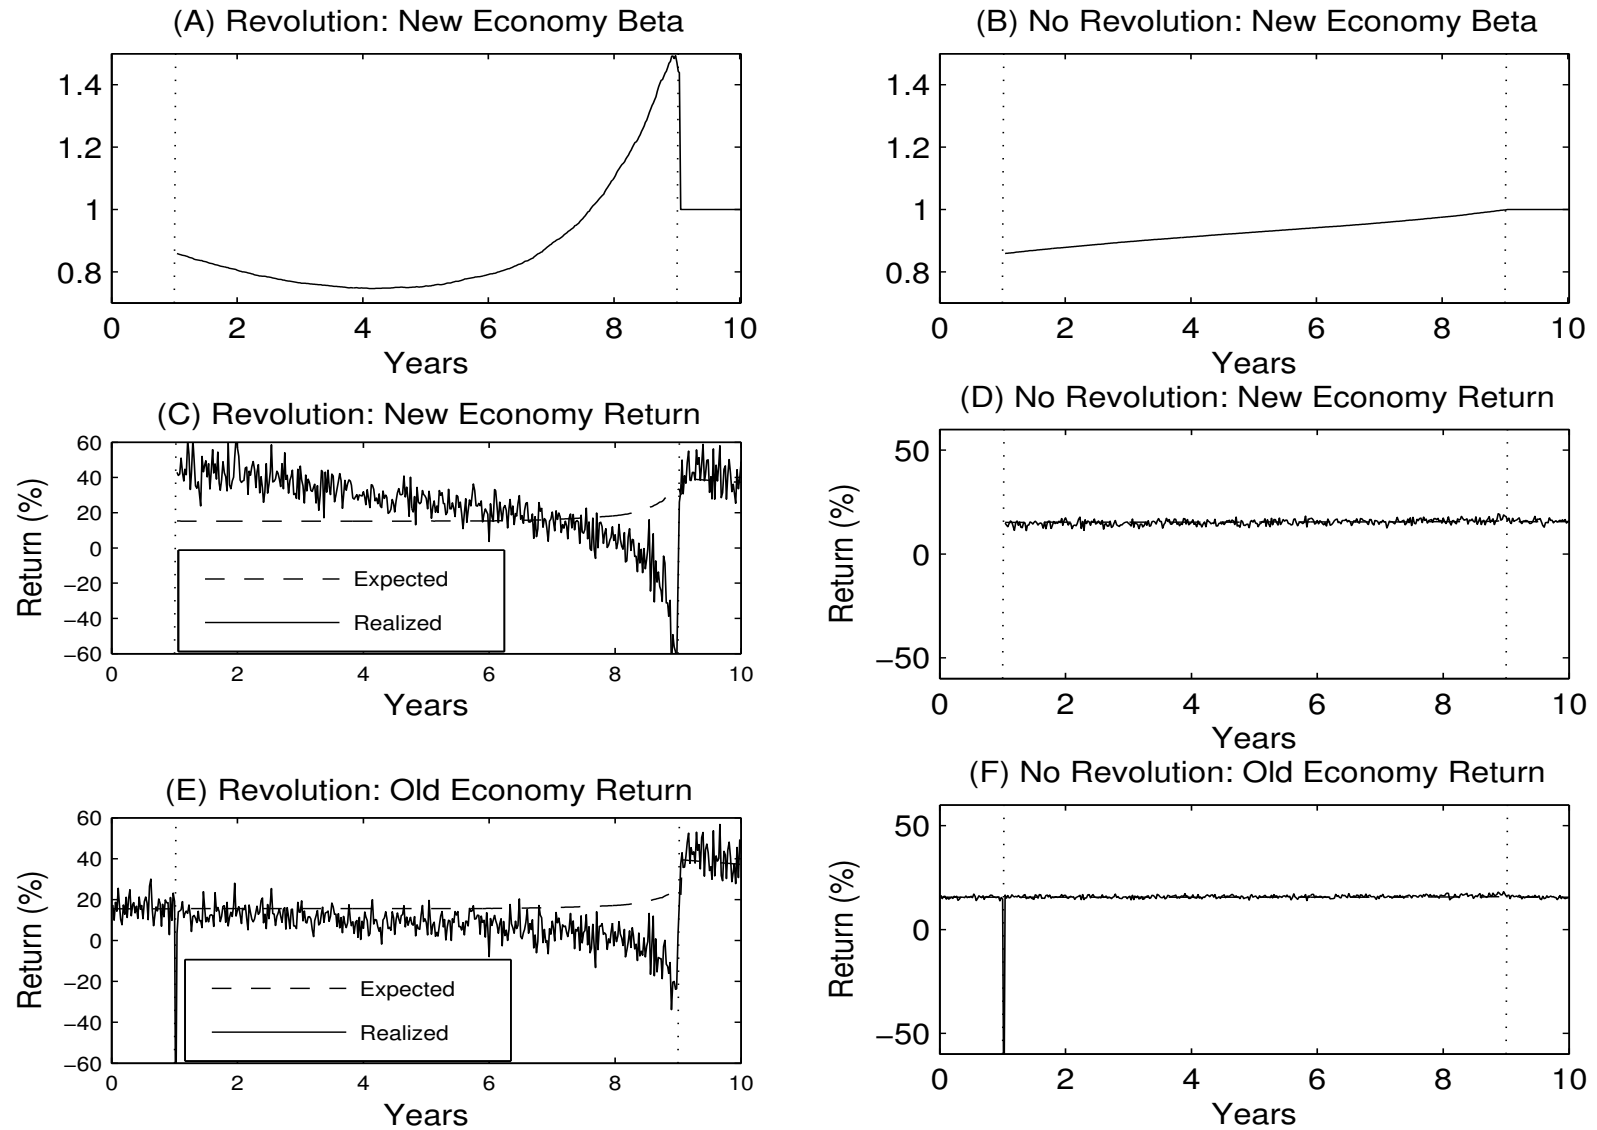 (A) Revolution: New Economy Beta
1.4
1.2
1
0.8
0 2 4 6 8 10
Years
(B) No Revolution: New Economy Beta
1.4
1.2
1
0.8
0 2 4 6 8 10
Years
(C) Revolution: New Economy Return
Return (%)
60
40
20
0
−20
−40
−60
Expected
Realized
0 2 4 6 8 10
Years
(D) No Revolution: New Economy Return
Return (%)
50
0
−50
0 2 4 6 8 10
Years
(E) Revolution: Old Economy Return
Return (%)
60
40
20
0
−20
−40
−60
Expected
Realized
0 2 4 6 8 10
Years
(F) No Revolution: Old Economy Return
Return (%)
50
0
−50
0 2 4 6 8 10
Years